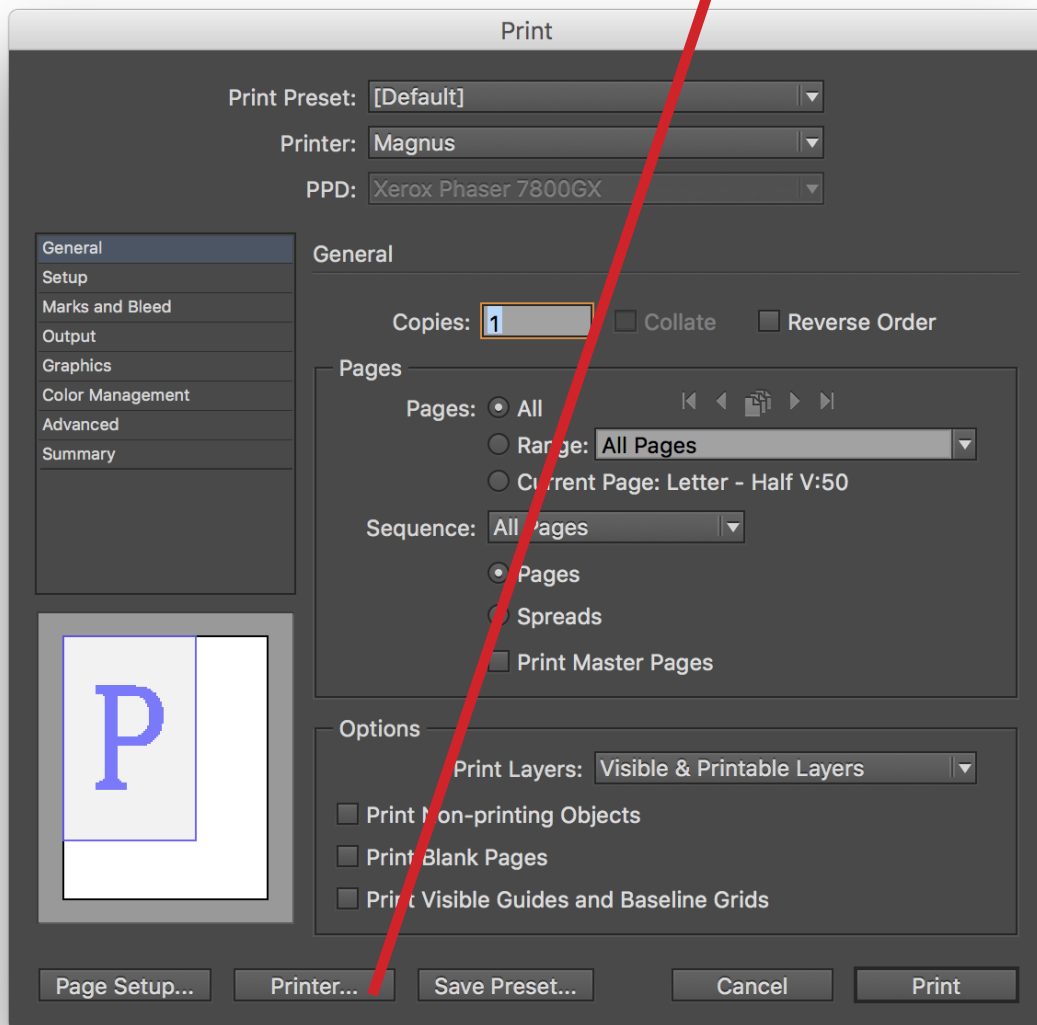 Print
Print Preset: [Default]
Printer: Magnus
PPD: Xerox Phaser 7800GX
General
Setup
Marks and Bleed
Output
Graphics
Color Management
Advanced
Summary
General
Copies: 1 Collate Reverse Order
Pages
Pages: All
Range: All Pages
Current Page: Letter - Half V:50
Sequence: All Pages
Pages
Spreads
Print Master Pages
P
Options
Print Layers: Visible & Printable Layers
Print Non-printing Objects
Print Blank Pages
Print Visible Guides and Baseline Grids
Page Setup... Printer... Save Preset... Cancel Print